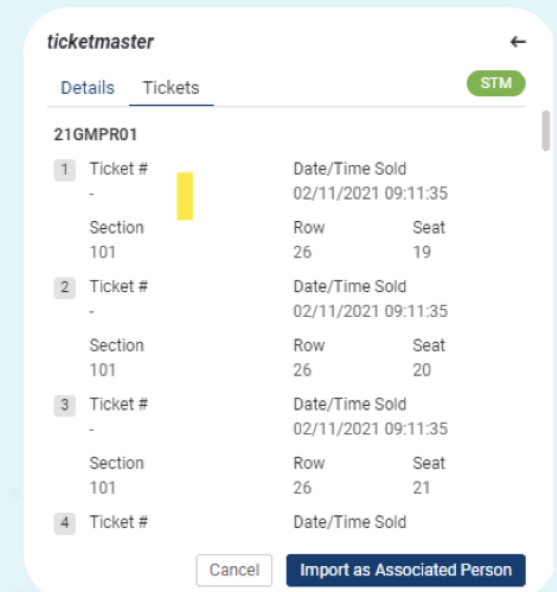 ticketmaster ←
Details Tickets STM
21GMPR01
1 Ticket # Date/Time Sold
- 02/11/2021 09:11:35
Section Row Seat
101 26 19
2 Ticket # Date/Time Sold
- 02/11/2021 09:11:35
Section Row Seat
101 26 20
3 Ticket # Date/Time Sold
- 02/11/2021 09:11:35
Section Row Seat
101 26 21
4 Ticket # Date/Time Sold
Cancel Import as Associated Person